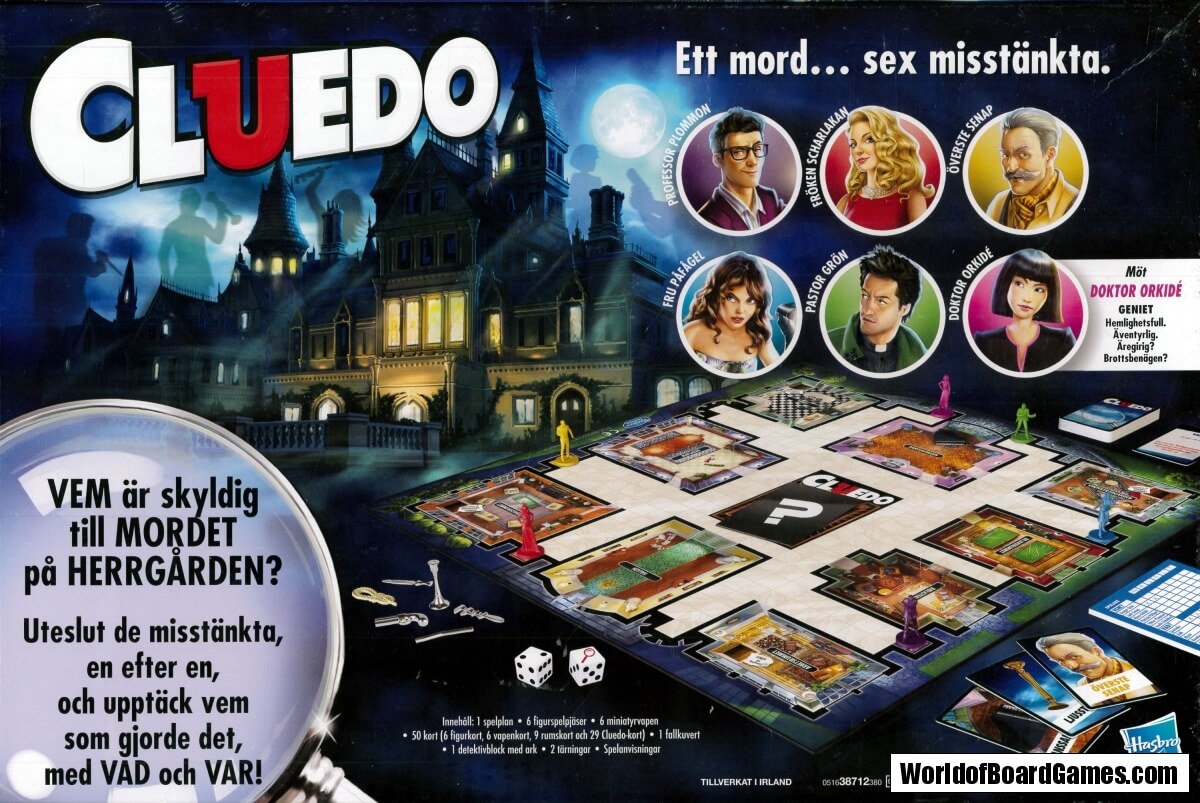 CLUEDO
Ett mord... sex misstänkta.
PROFESSOR PLOMMON
FRÖKEN SCHARLAKAN
ÖVERSTE SENAP
FRU PÅFÅGEL
PASTOR GRÖN
DOKTOR ORKIDÉ
Möt
DOKTOR ORKIDÉ
GENIET
Hemlighetsfull.
Äventyrlig.
Äregirig?
Brottsbenägen?
VEM är skyldig
till MORDET
på HERRGÅRDEN?
Uteslut de misstänkta,
en efter en,
och upptäck vem
som gjorde det,
med VAD och VAR!
CLUEDO
CLUEDO
?
ÖVERSTE
SENAP
Innehåll: 1 spelplan • 6 figurspelpjäser • 6 miniatyrvapen
• 50 kort (6 figurkort, 6 vapenkort, 9 rumskort och 29 Cluedo-kort) • 1 fallkuvert
• 1 detektivblock med ark • 2 tärningar • Spelanvisningar
TILLVERKAT I IRLAND
051638712380
Hasbro
WorldofBoardGames.com